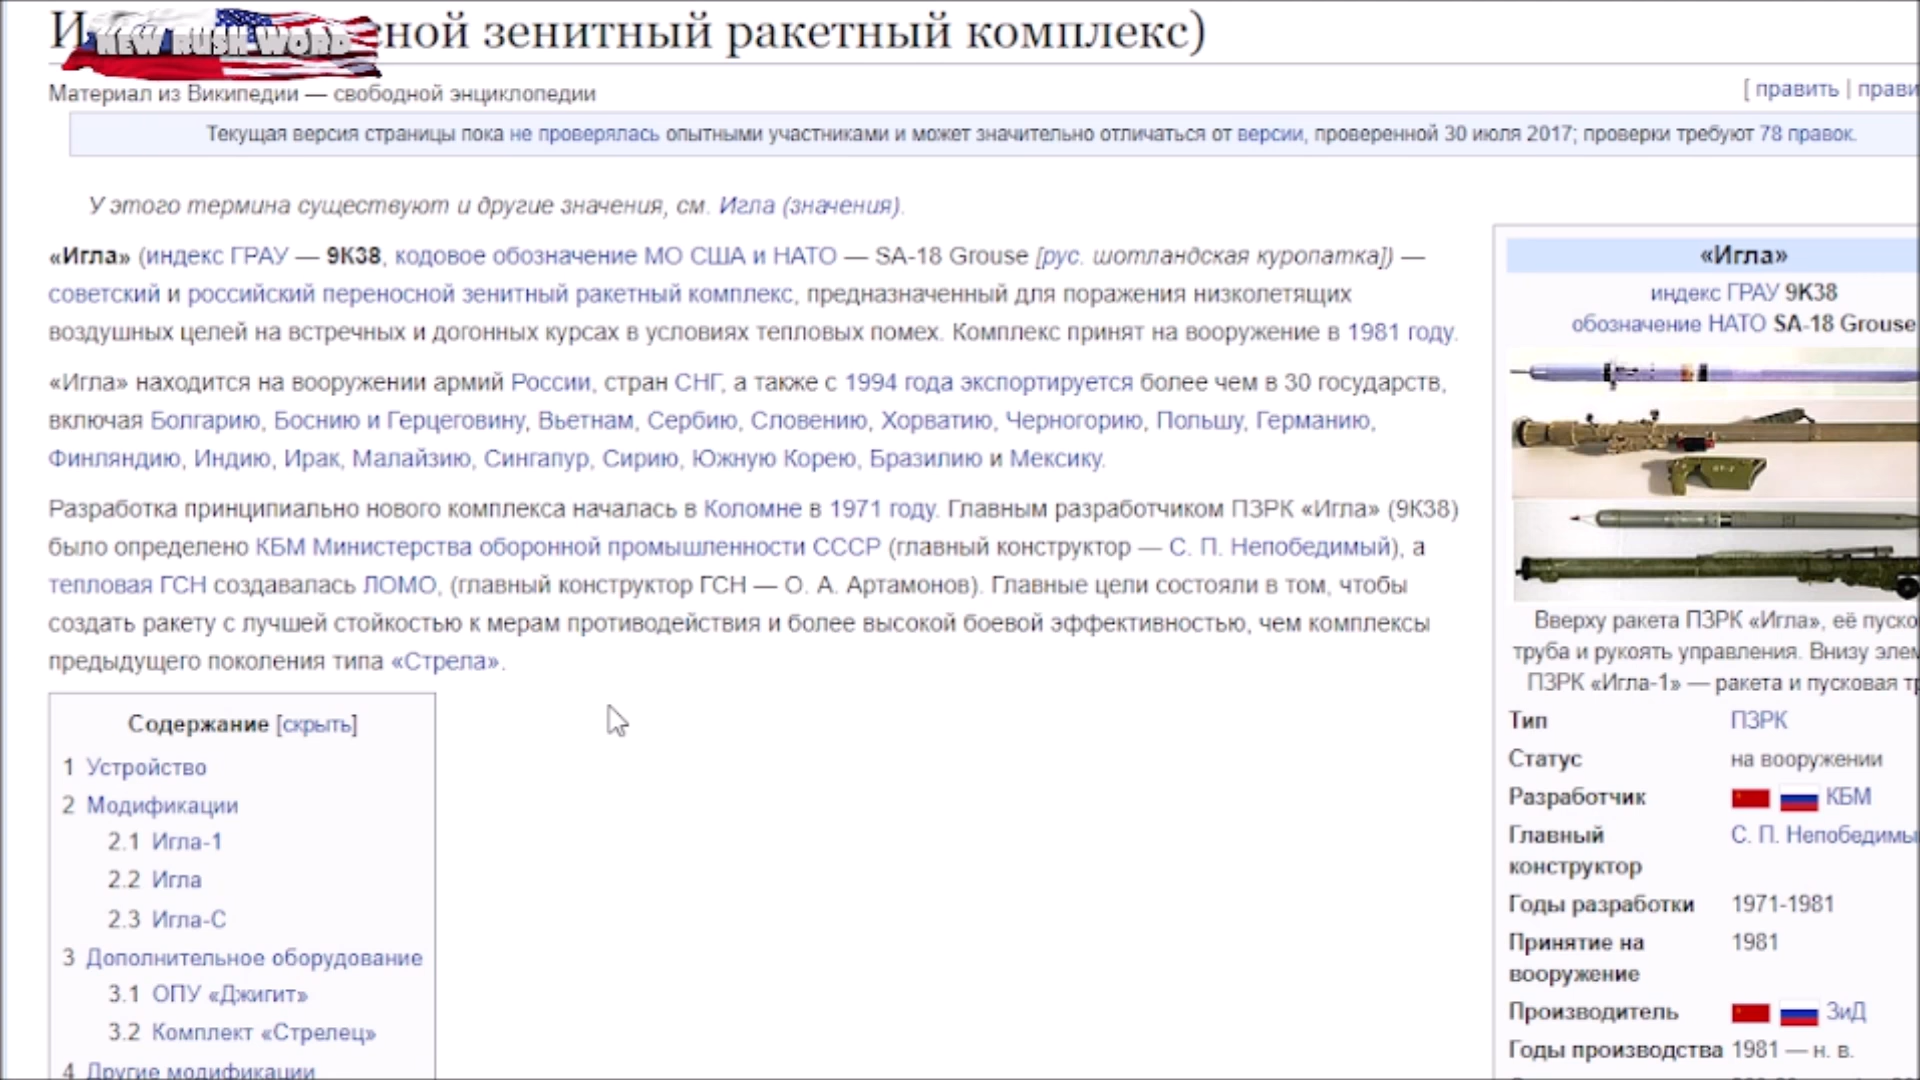 NEW RUSH WORD
сной зенитный ракетный комплекс)
Материал из Википедии — свободной энциклопедии
[ править | прави
Текущая версия страницы пока не проверялась опытными участниками и может значительно отличаться от версии, проверенной 30 июля 2017; проверки требуют 78 правок.
У этого термина существуют и другие значения, см. Игла (значения).
«Игла» (индекс ГРАУ — 9К38, кодовое обозначение МО США и НАТО — SA-18 Grouse [рус. шотландская куропатка]) —
советский и российский переносной зенитный ракетный комплекс, предназначенный для поражения низколетящих
воздушных целей на встречных и догонных курсах в условиях тепловых помех. Комплекс принят на вооружение в 1981 году.
«Игла» находится на вооружении армий России, стран СНГ, а также с 1994 года экспортируется более чем в 30 государств,
включая Болгарию, Боснию и Герцеговину, Вьетнам, Сербию, Словению, Хорватию, Черногорию, Польшу, Германию,
Финляндию, Индию, Ирак, Малайзию, Сингапур, Сирию, Южную Корею, Бразилию и Мексику.
Разработка принципиально нового комплекса началась в Коломне в 1971 году. Главным разработчиком ПЗРК «Игла» (9К38)
было определено КБМ Министерства оборонной промышленности СССР (главный конструктор — С. П. Непобедимый), а
тепловая ГСН создавалась ЛОМО, (главный конструктор ГСН — О. А. Артамонов). Главные цели состояли в том, чтобы
создать ракету с лучшей стойкостью к мерам противодействия и более высокой боевой эффективностью, чем комплексы
предыдущего поколения типа «Стрела».
Содержание [скрыть]
1 Устройство
2 Модификации
2.1 Игла-1
2.2 Игла
2.3 Игла-С
3 Дополнительное оборудование
3.1 ОПУ «Джигит»
3.2 Комплект «Стрелец»
4 Другие модификации
«Игла»
индекс ГРАУ 9К38
обозначение НАТО SA-18 Grouse
Вверху ракета ПЗРК «Игла», её пуско
труба и рукоять управления. Внизу элем
ПЗРК «Игла-1» — ракета и пусковая тр
Тип ПЗРК
Статус на вооружении
Разработчик КБМ
Главный С. П. Непобедимы
конструктор
Годы разработки 1971-1981
Принятие на 1981
вооружение
Производитель ЗиД
Годы производства 1981 — н. в.